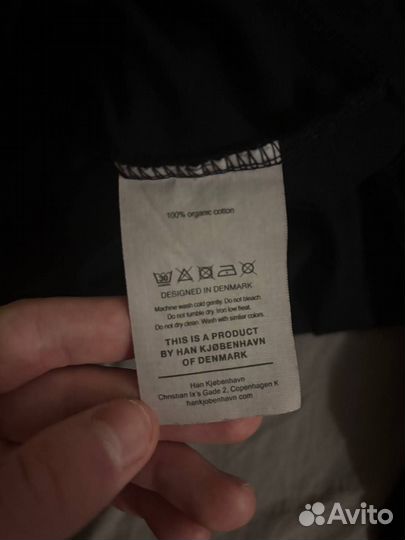 100% organic cotton
30
DESIGNED IN DENMARK
Machine wash cold gently. Do not bleach.
Do not tumble dry. Iron low heat.
Do not dry clean. Wash with similar colors.
THIS IS A PRODUCT
BY HAN KJØBENHAVN
OF DENMARK
Han Kjøbenhavn
Christian Ix's Gade 2, Copenhagen K
hankjobenhavn.com
Avito